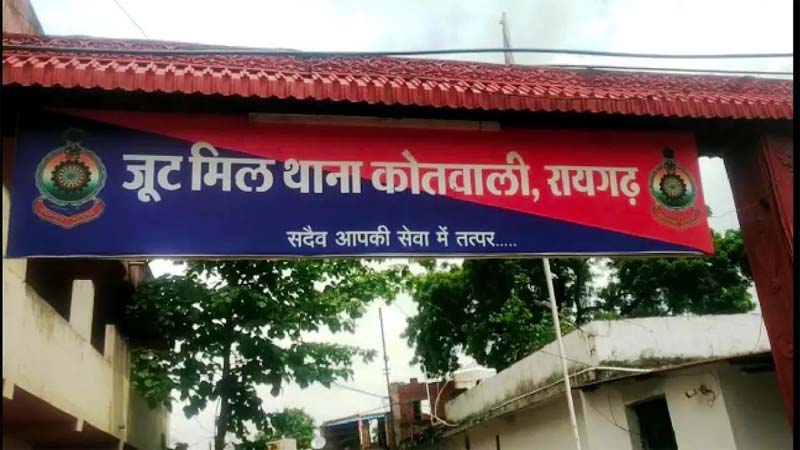 जूट मिल थाना कोतवाली, रायगढ़
सदैव आपकी सेवा में तत्पर.....